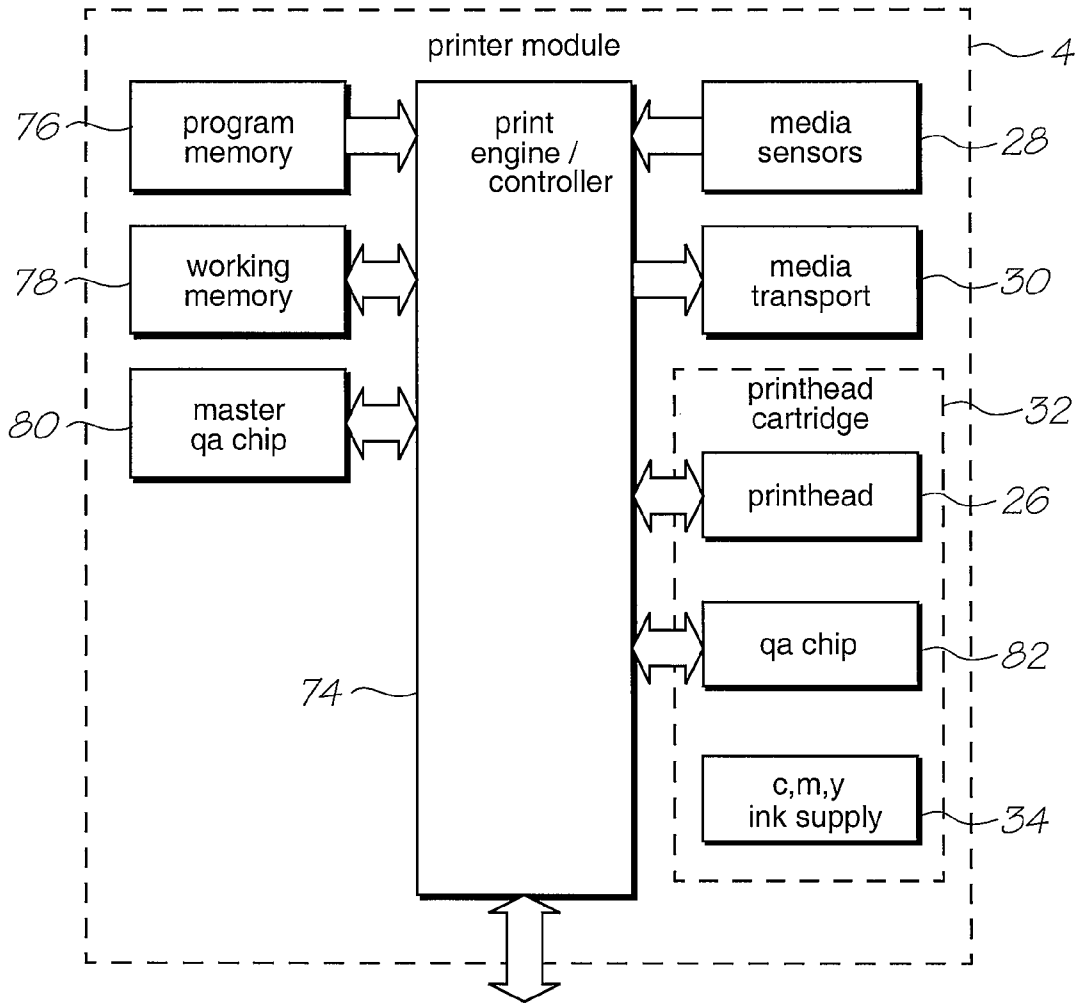 printer module
4
76
program
memory
print
engine /
controller
media
sensors
28
78
working
memory
media
transport
30
80
master
qa chip
printhead
cartridge
32
printhead
26
qa chip
82
74
c,m,y
ink supply
34